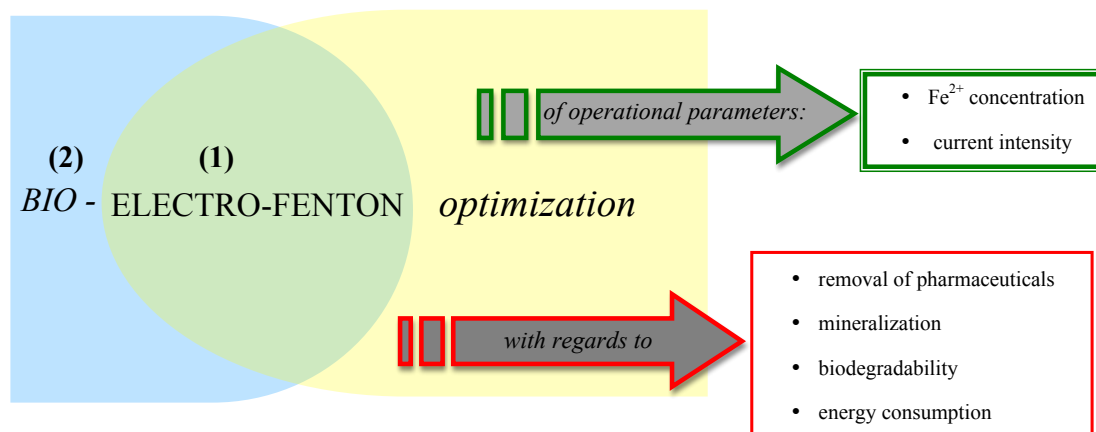 (2) (1)
BIO - ELECTRO-FENTON optimization
of operational parameters:
• Fe²⁺ concentration
• current intensity
with regards to
• removal of pharmaceuticals
• mineralization
• biodegradability
• energy consumption